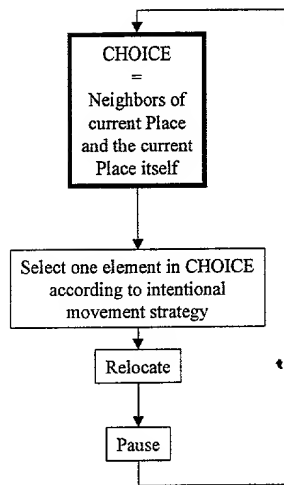 CHOICE
=
Neighbors of
current Place
and the current
Place itself
Select one element in CHOICE
according to intentional
movement strategy
Relocate
t
Pause